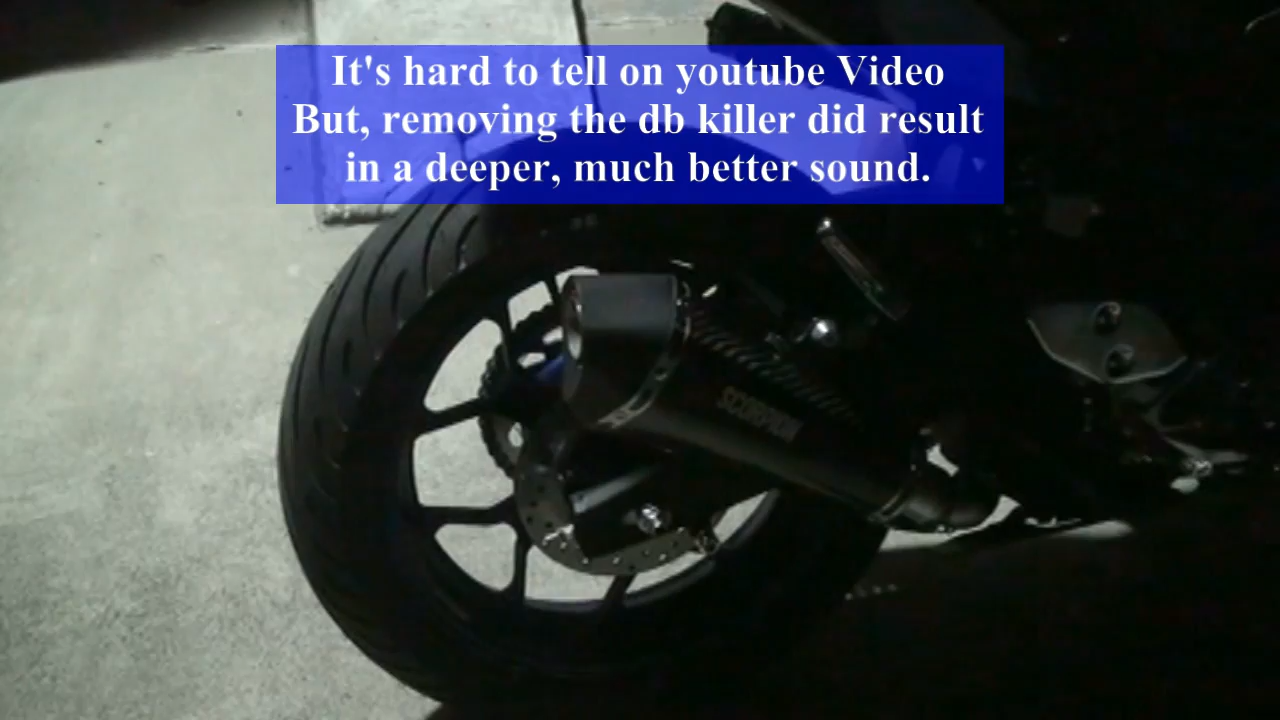 It's hard to tell on youtube Video
But, removing the db killer did result
in a deeper, much better sound.
SCORPION